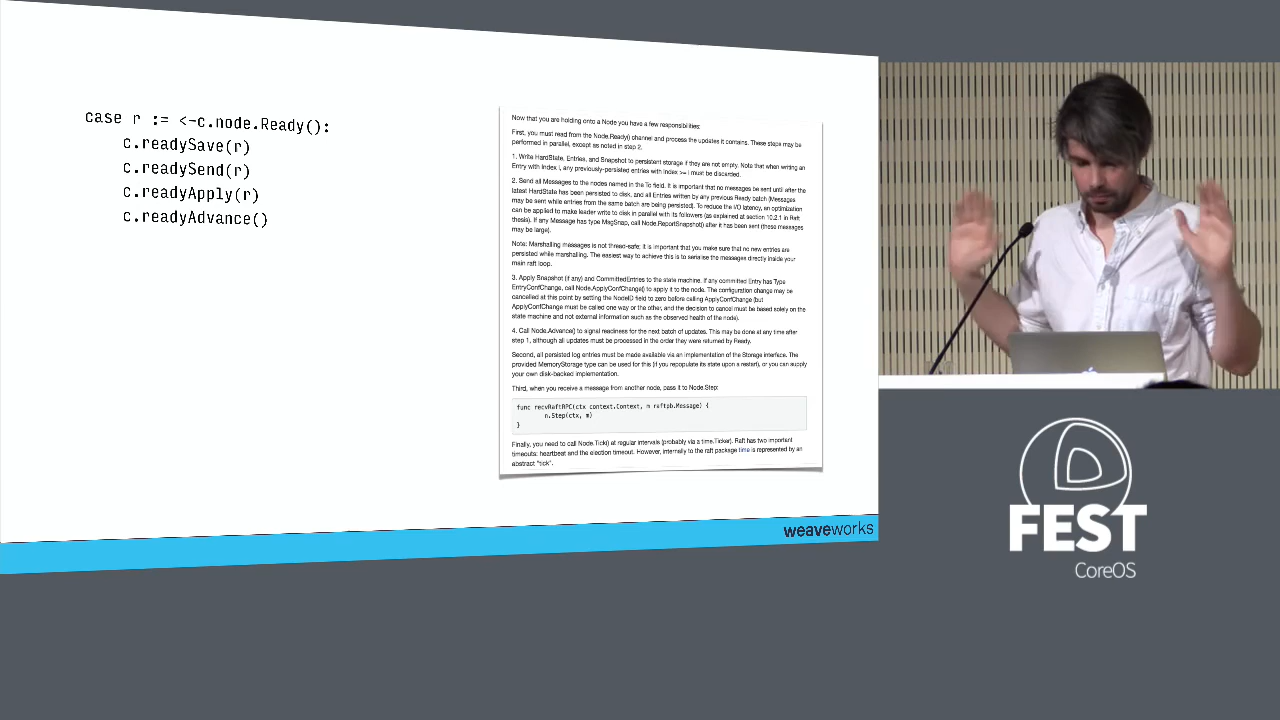 case r := <-c.node.Ready():
c.readySave(r)
c.readySend(r)
c.readyApply(r)
c.readyAdvance()
Now that you are holding onto a Node you have a few responsibilities:
First, you must read from the Node.Ready() channel and process the updates it contains. These steps may be
performed in parallel, except as noted in step 2.
1. Write HardState, Entries, and Snapshot to persistent storage if they are not empty. Note that when writing an
Entry with Index i, any previously-persisted entries with Index >= i must be discarded.
2. Send all Messages to the nodes named in the To field. It is important that no messages be sent until after the
latest HardState has been persisted to disk, and all Entries written by any previous Ready batch (Messages
may be sent while entries from the same batch are being persisted). To reduce the I/O latency, an optimization
can be applied to make leader write to disk in parallel with its followers (as explained at section 10.2.1 in Raft
thesis). If any Message has type MsgSnap, call Node.ReportSnapshot() after it has been sent (these messages
may be large).
Note: Marshalling messages is not thread-safe; it is important that you make sure that no new entries are
persisted while marshalling. The easiest way to achieve this is to serialise the messages directly inside your
main raft loop.
3. Apply Snapshot (if any) and CommittedEntries to the state machine. If any committed Entry has Type
EntryConfChange, call Node.ApplyConfChange() to apply it to the node. The configuration change may be
cancelled at this point by setting the NodeID field to zero before calling ApplyConfChange (but
ApplyConfChange must be called one way or the other, and the decision to cancel must be based solely on the
state machine and not external information such as the observed health of the node).
4. Call Node.Advance() to signal readiness for the next batch of updates. This may be done at any time after
step 1, although all updates must be processed in the order they were returned by Ready.
Second, all persisted log entries must be made available via an implementation of the Storage interface. The
provided MemoryStorage type can be used for this (if you repopulate its state upon a restart), or you can supply
your own disk-backed implementation.
Third, when you receive a message from another node, pass it to Node.Step:
func recvRaftRPC(ctx context.Context, m raftpb.Message) {
n.Step(ctx, m)
}
Finally, you need to call Node.Tick() at regular intervals (probably via a time.Ticker). Raft has two important
timeouts: heartbeat and the election timeout. However, internally to the raft package time is represented by an
abstract "tick".
weaveworks
FEST
CoreOS